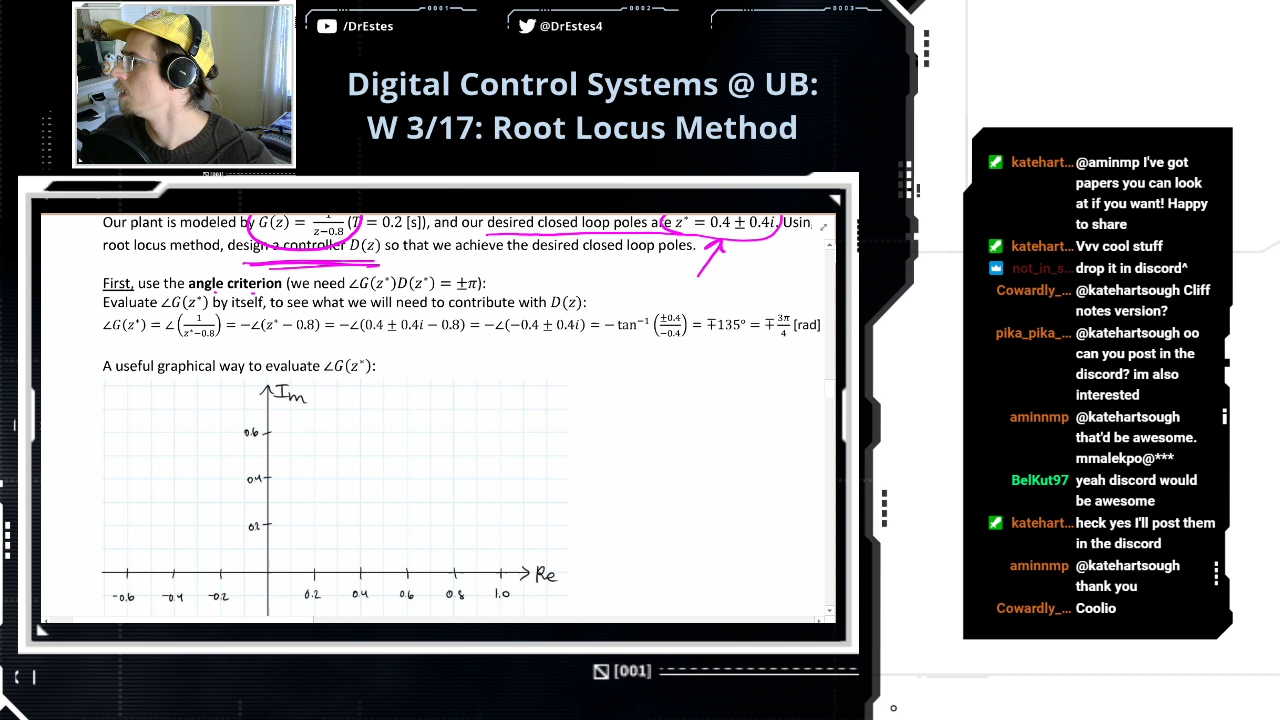 0001
0002
0003
/DrEstes
@DrEstes4
Digital Control Systems @ UB:
W 3/17: Root Locus Method
[001]
Our plant is modeled by G(z) = 1/(z−0.8) (T = 0.2 [s]), and our desired closed loop poles are z* = 0.4 ± 0.4i. Usin
root locus method, design a controller D(z) so that we achieve the desired closed loop poles.
First, use the angle criterion (we need ∠G(z*)D(z*) = ±π):
Evaluate ∠G(z*) by itself, to see what we will need to contribute with D(z):
∠G(z*) = ∠(1/(z*−0.8)) = −∠(z* − 0.8) = −∠(0.4 ± 0.4i − 0.8) = −∠(−0.4 ± 0.4i) = − tan⁻¹(±0.4/−0.4) = ∓135° = ∓3π/4 [rad]
A useful graphical way to evaluate ∠G(z*):
Im
0.6
0.4
0.2
Re
-0.6 -0.4 -0.2 0.2 0.4 0.6 0.8 1.0
[001]
katehart... @aminmp I've got
papers you can look
at if you want! Happy
to share
katehart... Vvv cool stuff
not_in_s... drop it in discord^
Cowardly_... @katehartsough Cliff
notes version?
pika_pika_... @katehartsough oo
can you post in the
discord? im also
interested
aminnmp @katehartsough
that'd be awesome.
mmalekpo@***
BelKut97 yeah discord would
be awesome
katehart... heck yes I'll post them
in the discord
aminnmp @katehartsough
thank you
Cowardly_... Coolio